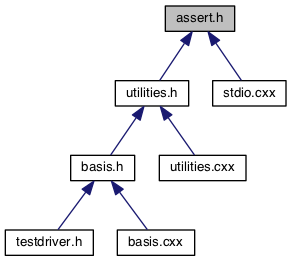 assert.h
utilities.h
stdio.cxx
basis.h
utilities.cxx
testdriver.h
basis.cxx